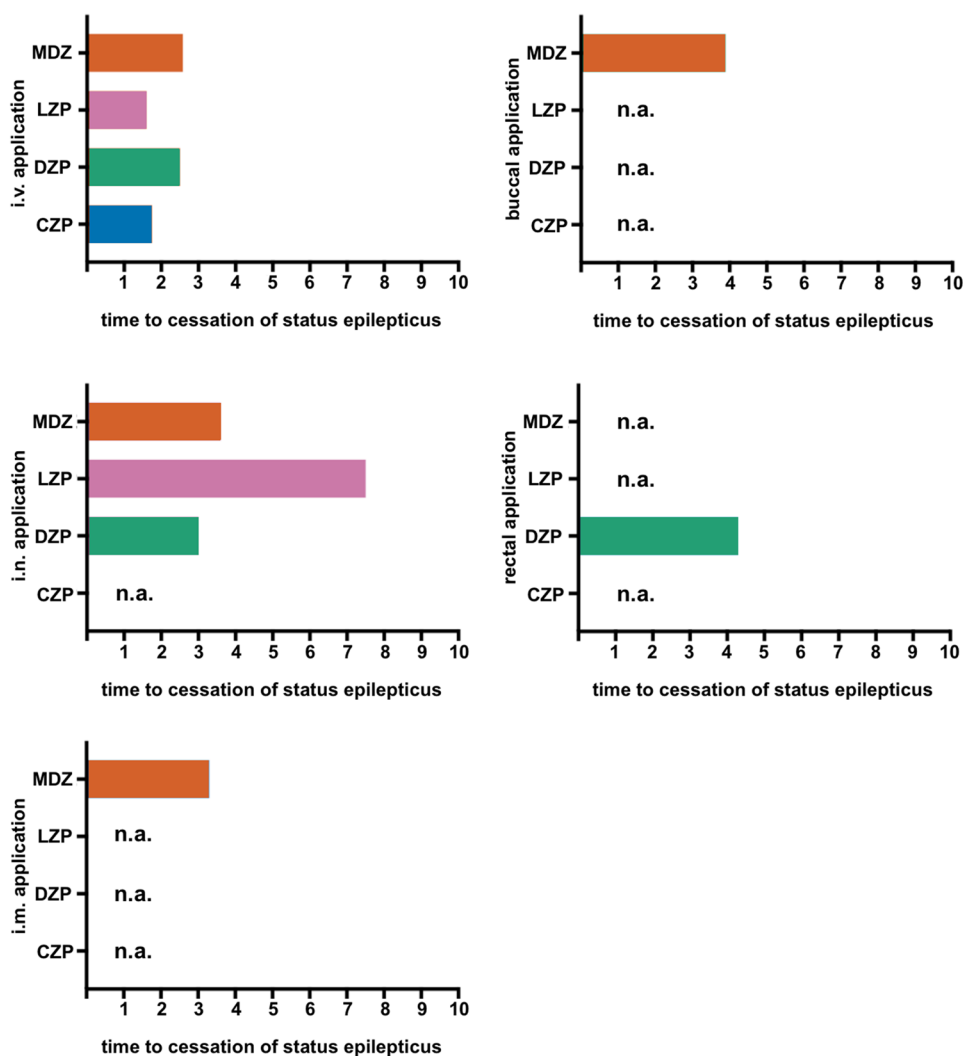 i.v. application
MDZ
LZP
DZP
CZP
1 2 3 4 5 6 7 8 9 10
time to cessation of status epilepticus
buccal application
MDZ
LZP n.a.
DZP n.a.
CZP n.a.
1 2 3 4 5 6 7 8 9 10
time to cessation of status epilepticus
i.n. application
MDZ
LZP
DZP
CZP n.a.
1 2 3 4 5 6 7 8 9 10
time to cessation of status epilepticus
rectal application
MDZ n.a.
LZP n.a.
DZP
CZP n.a.
1 2 3 4 5 6 7 8 9 10
time to cessation of status epilepticus
i.m. application
MDZ
LZP n.a.
DZP n.a.
CZP n.a.
1 2 3 4 5 6 7 8 9 10
time to cessation of status epilepticus